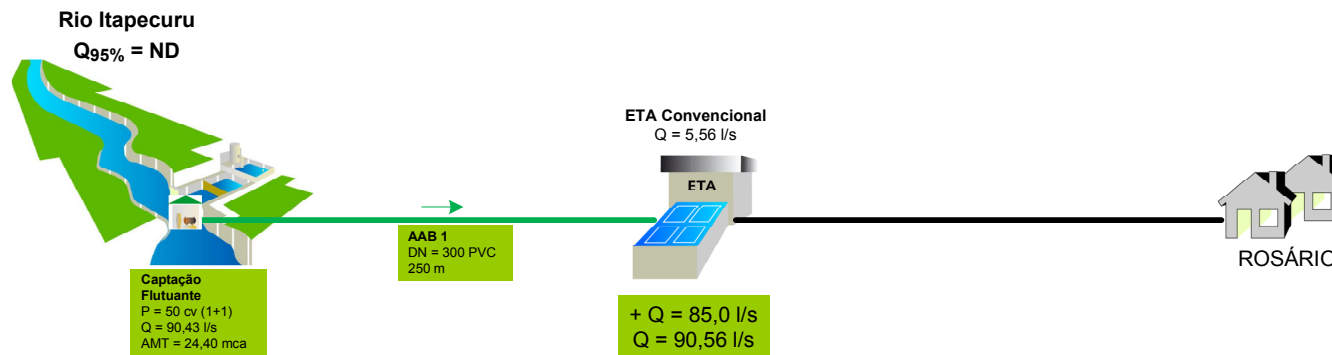 Rio Itapecuru
Q95% = ND
ETA Convencional
Q = 5,56 l/s
ETA
AAB 1
DN = 300 PVC
250 m
ROSÁRIO
Captação
Flutuante
P = 50 cv (1+1)
Q = 90,43 l/s
AMT = 24,40 mca
+ Q = 85,0 l/s
Q = 90,56 l/s